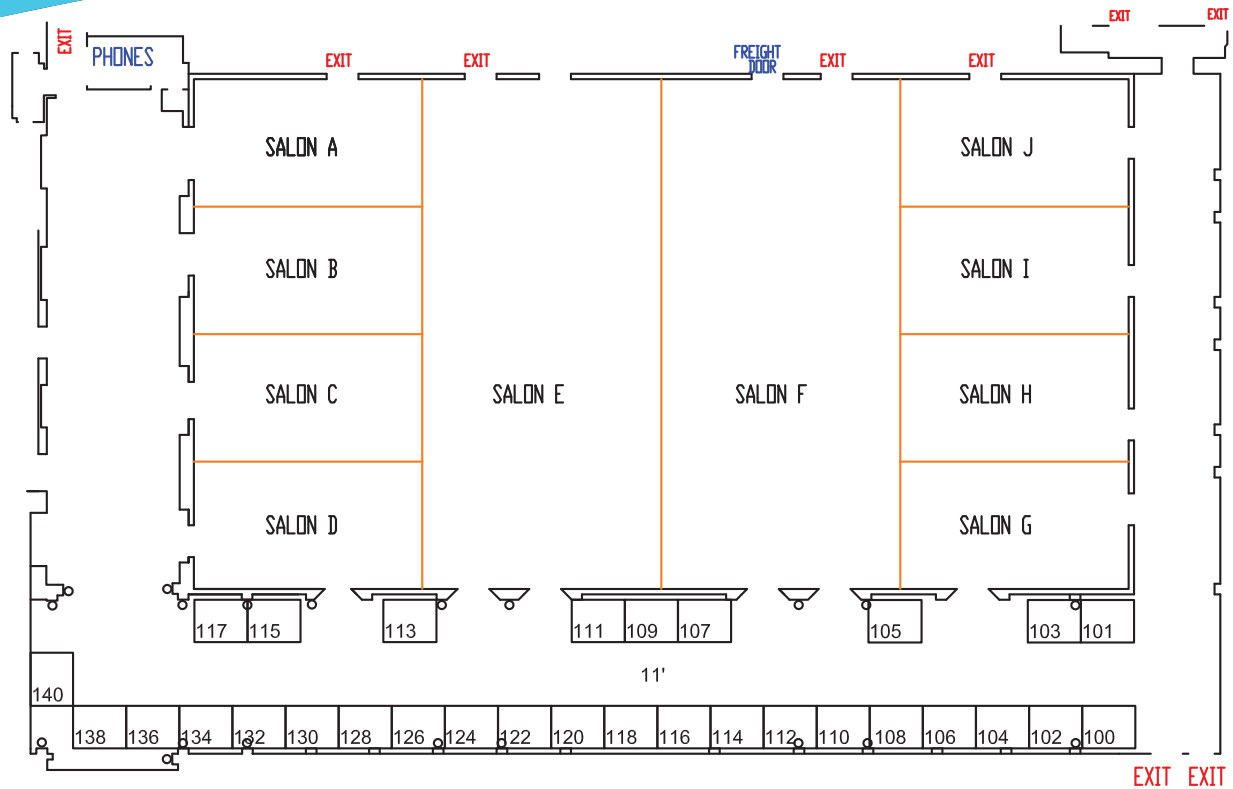 EXIT EXIT
EXIT
PHONES
EXIT
EXIT
FREIGHT
DOOR
EXIT
EXIT
SALON A
SALON J
SALON B
SALON I
SALON C
SALON E
SALON F
SALON H
SALON D
SALON G
117 115 113 111 109 107 105 103 101
11'
140
138 136 134 132 130 128 126 124 122 120 118 116 114 112 110 108 106 104 102 100
EXIT EXIT